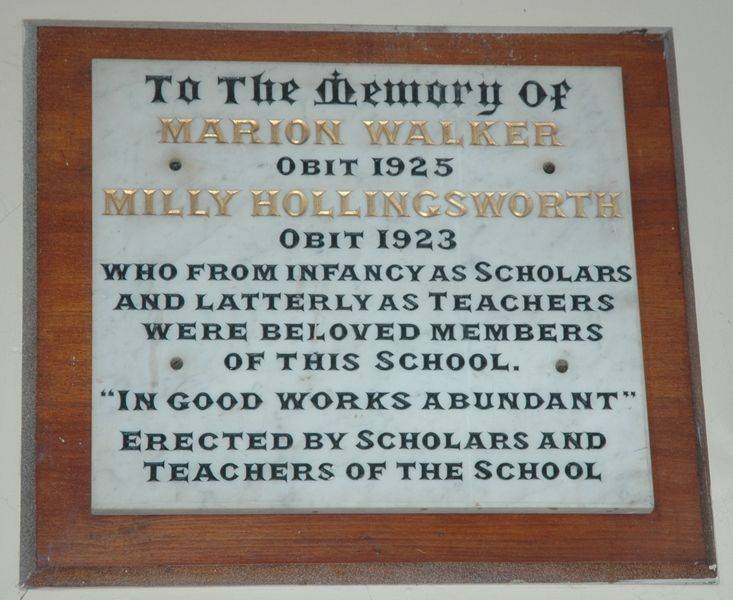 To The Memory Of
MARION WALKER
OBIT 1925
MILLY HOLLINGSWORTH
OBIT 1923
WHO FROM INFANCY AS SCHOLARS
AND LATTERLY AS TEACHERS
WERE BELOVED MEMBERS
OF THIS SCHOOL.
"IN GOOD WORKS ABUNDANT"
ERECTED BY SCHOLARS AND
TEACHERS OF THE SCHOOL